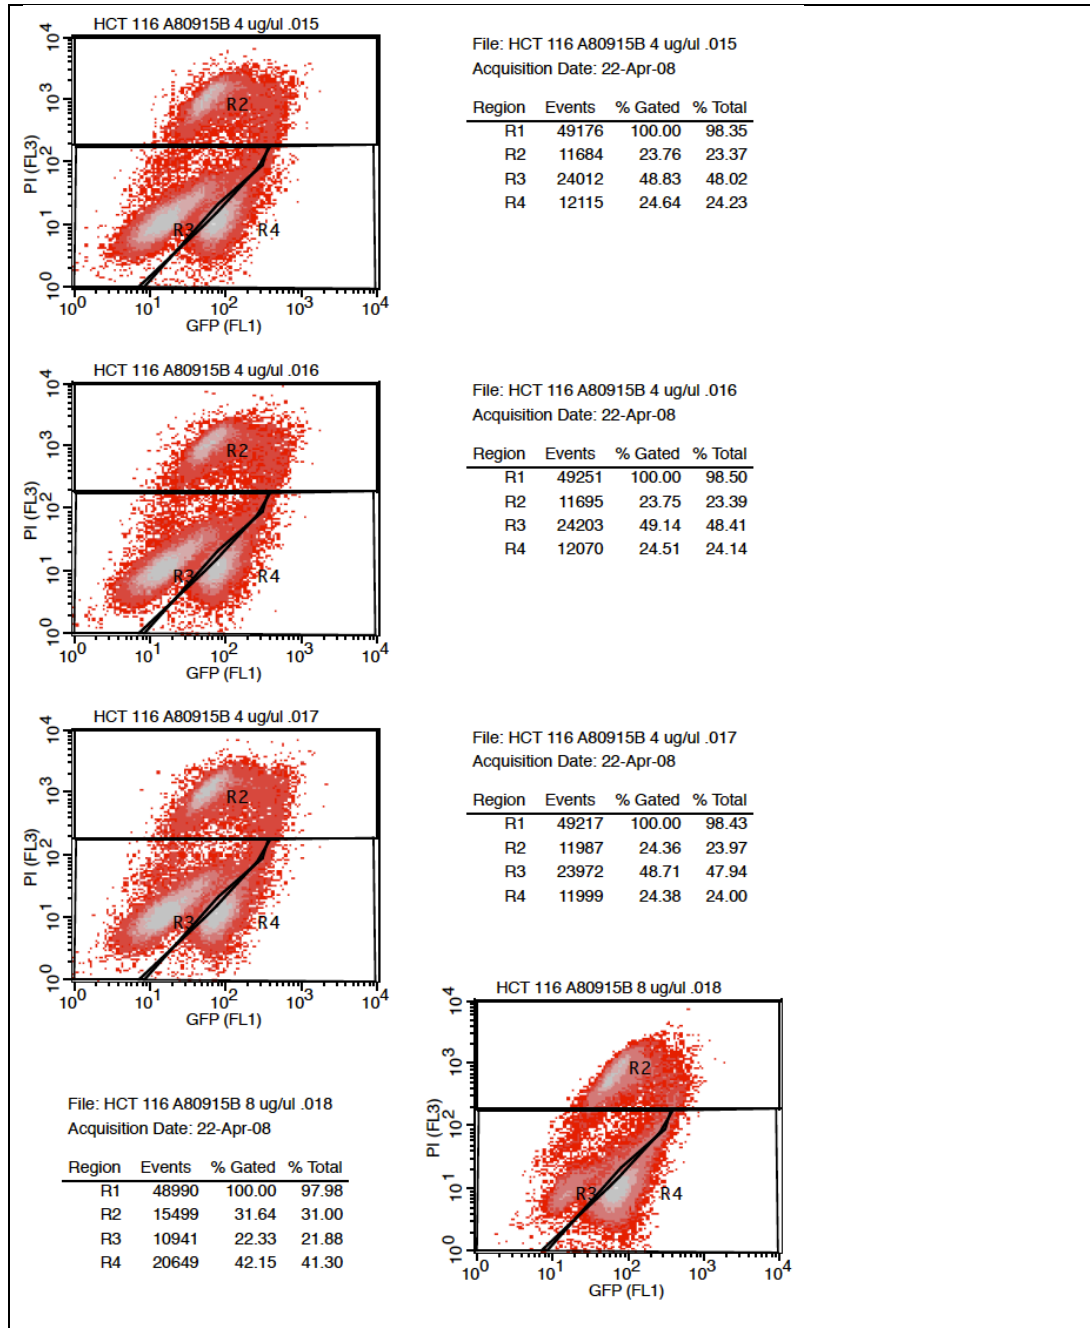 HCT 116 A80915B 4 ug/ul .015
PI (FL3)
10^4
10^3
10^2
10^1
10^0
R2
R3
R4
10^0 10^1 10^2 10^3 10^4
GFP (FL1)
File: HCT 116 A80915B 4 ug/ul .015
Acquisition Date: 22-Apr-08
Region Events % Gated % Total
R1 49176 100.00 98.35
R2 11684 23.76 23.37
R3 24012 48.83 48.02
R4 12115 24.64 24.23
HCT 116 A80915B 4 ug/ul .016
PI (FL3)
10^4
10^3
10^2
10^1
10^0
R2
R3
R4
10^0 10^1 10^2 10^3 10^4
GFP (FL1)
File: HCT 116 A80915B 4 ug/ul .016
Acquisition Date: 22-Apr-08
Region Events % Gated % Total
R1 49251 100.00 98.50
R2 11695 23.75 23.39
R3 24203 49.14 48.41
R4 12070 24.51 24.14
HCT 116 A80915B 4 ug/ul .017
PI (FL3)
10^4
10^3
10^2
10^1
10^0
R2
R3
R4
10^0 10^1 10^2 10^3 10^4
GFP (FL1)
File: HCT 116 A80915B 4 ug/ul .017
Acquisition Date: 22-Apr-08
Region Events % Gated % Total
R1 49217 100.00 98.43
R2 11987 24.36 23.97
R3 23972 48.71 47.94
R4 11999 24.38 24.00
File: HCT 116 A80915B 8 ug/ul .018
Acquisition Date: 22-Apr-08
Region Events % Gated % Total
R1 48990 100.00 97.98
R2 15499 31.64 31.00
R3 10941 22.33 21.88
R4 20649 42.15 41.30
HCT 116 A80915B 8 ug/ul .018
PI (FL3)
10^4
10^3
10^2
10^1
10^0
R2
R3
R4
10^0 10^1 10^2 10^3 10^4
GFP (FL1)